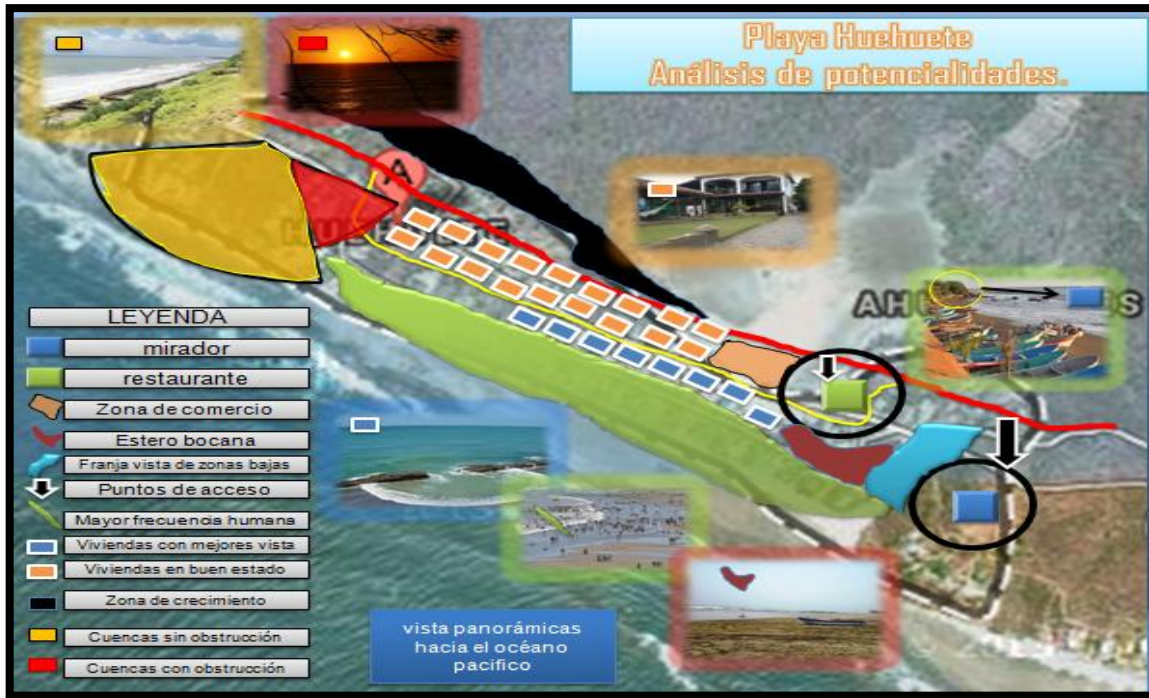 Playa Huehuete
Análisis de potencialidades.
A
LEYENDA
mirador
restaurante
Zona de comercio
Estero bocana
Franja vista de zonas bajas
Puntos de acceso
Mayor frecuencia humana
Viviendas con mejores vista
Viviendas en buen estado
Zona de crecimiento
Cuencas sin obstrucción
Cuencas con obstrucción
vista panorámicas
hacia el océano
pacifico